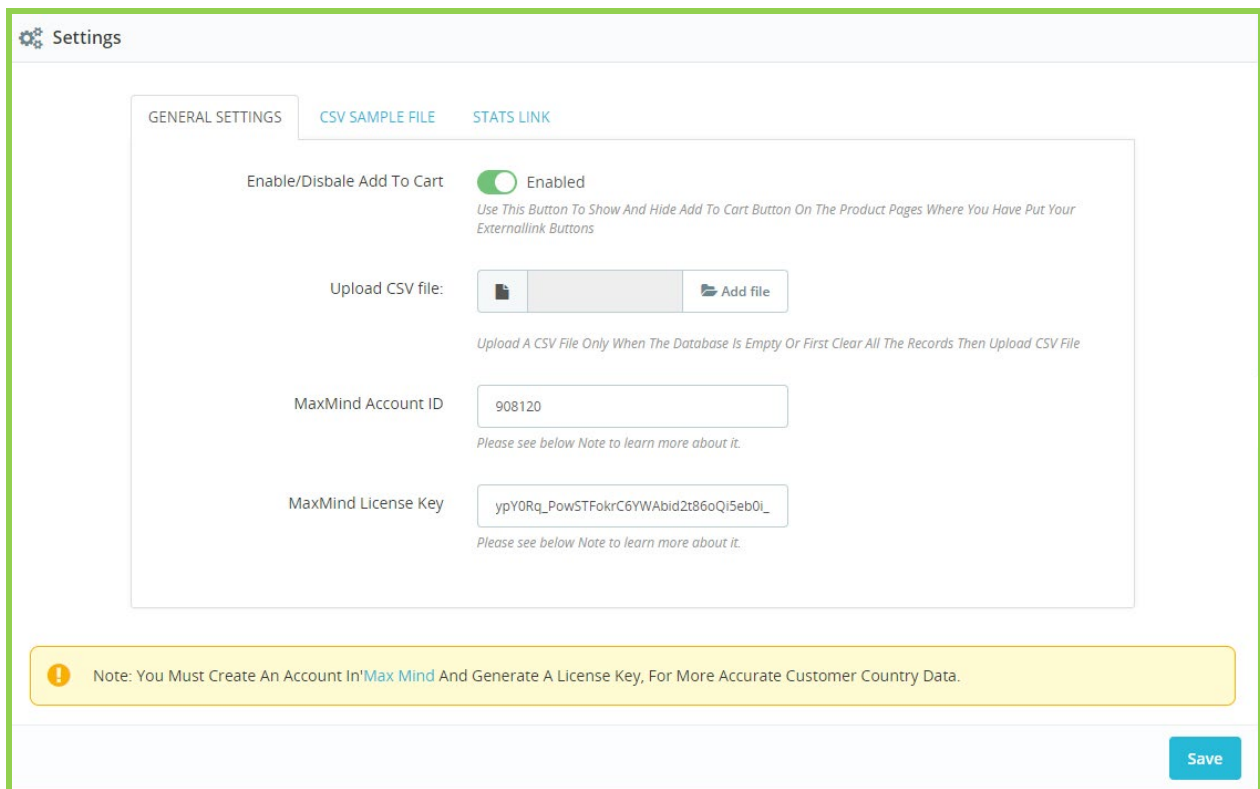 Settings
GENERAL SETTINGS CSV SAMPLE FILE STATS LINK
Enable/Disbale Add To Cart Enabled
Use This Button To Show And Hide Add To Cart Button On The Product Pages Where You Have Put Your
Externallink Buttons
Upload CSV file: Add file
Upload A CSV File Only When The Database Is Empty Or First Clear All The Records Then Upload CSV File
MaxMind Account ID 908120
Please see below Note to learn more about it.
MaxMind License Key ypY0Rq_PowSTFokrC6YWAbid2t86oQi5eb0i_
Please see below Note to learn more about it.
Note: You Must Create An Account In'Max Mind And Generate A License Key, For More Accurate Customer Country Data.
Save